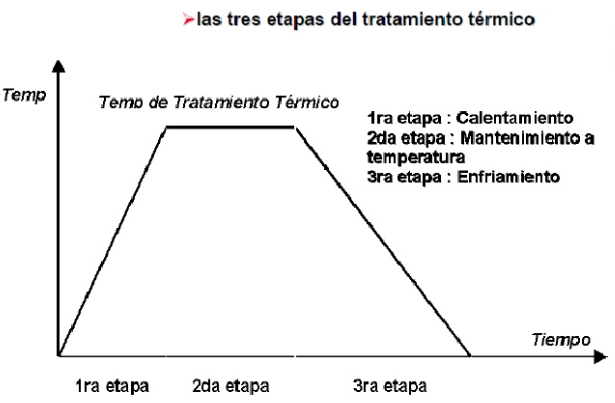 ➢las tres etapas del tratamiento térmico
Temp
Temp de Tratamiento Térmico
1ra etapa : Calentamiento
2da etapa : Mantenimiento a
temperatura
3ra etapa : Enfriamiento
Tiempo
1ra etapa
2da etapa
3ra etapa